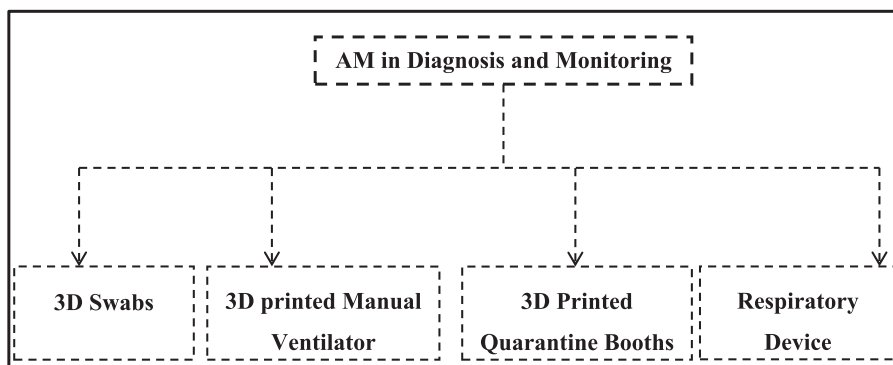 AM in Diagnosis and Monitoring
3D Swabs
3D printed Manual
Ventilator
3D Printed
Quarantine Booths
Respiratory
Device